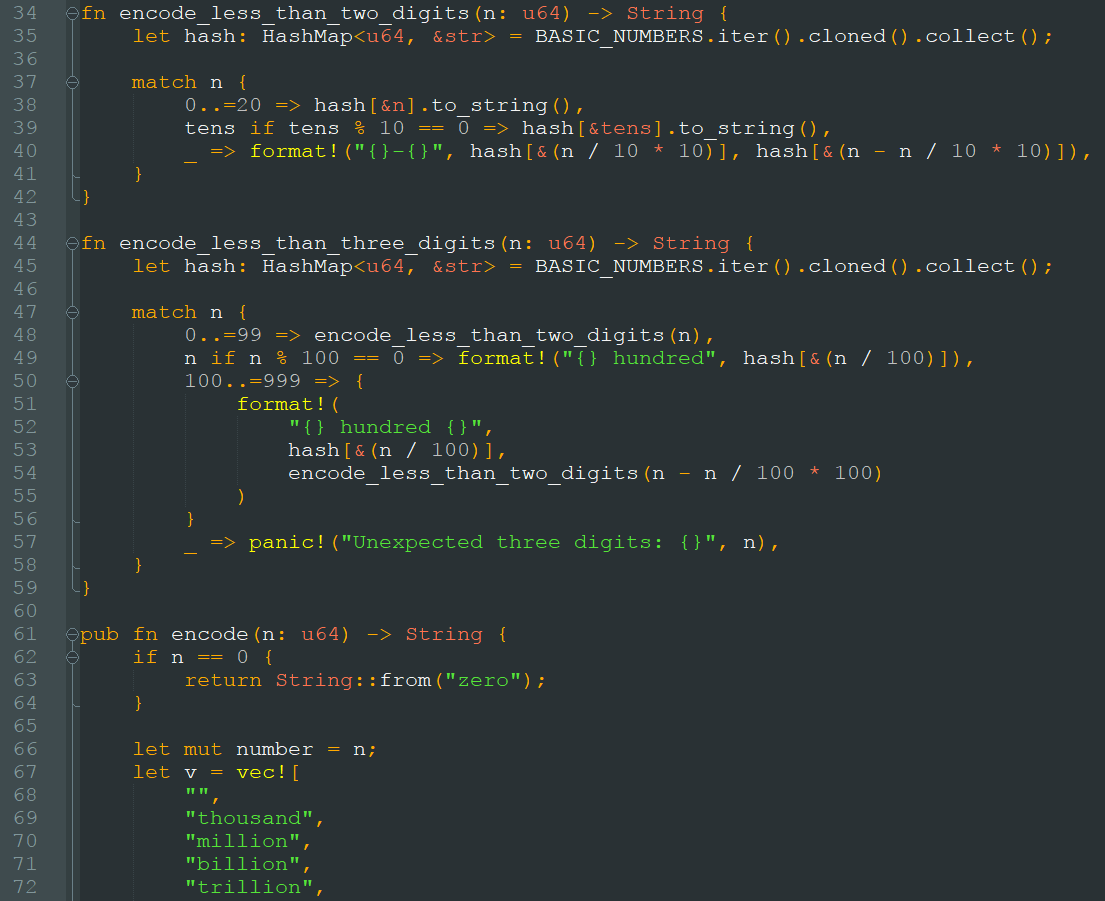 34 fn encode_less_than_two_digits(n: u64) -> String {
35     let hash: HashMap<u64, &str> = BASIC_NUMBERS.iter().cloned().collect();
36
37     match n {
38         0..=20 => hash[&n].to_string(),
39         tens if tens % 10 == 0 => hash[&tens].to_string(),
40         _ => format!("{}-{}", hash[&(n / 10 * 10)], hash[&(n - n / 10 * 10)]),
41     }
42 }
43
44 fn encode_less_than_three_digits(n: u64) -> String {
45     let hash: HashMap<u64, &str> = BASIC_NUMBERS.iter().cloned().collect();
46
47     match n {
48         0..=99 => encode_less_than_two_digits(n),
49         n if n % 100 == 0 => format!("{} hundred", hash[&(n / 100)]),
50         100..=999 => {
51             format!(
52                 "{} hundred {}",
53                 hash[&(n / 100)],
54                 encode_less_than_two_digits(n - n / 100 * 100)
55             )
56         }
57         _ => panic!("Unexpected three digits: {}", n),
58     }
59 }
60
61 pub fn encode(n: u64) -> String {
62     if n == 0 {
63         return String::from("zero");
64     }
65
66     let mut number = n;
67     let v = vec![
68         "",
69         "thousand",
70         "million",
71         "billion",
72         "trillion",